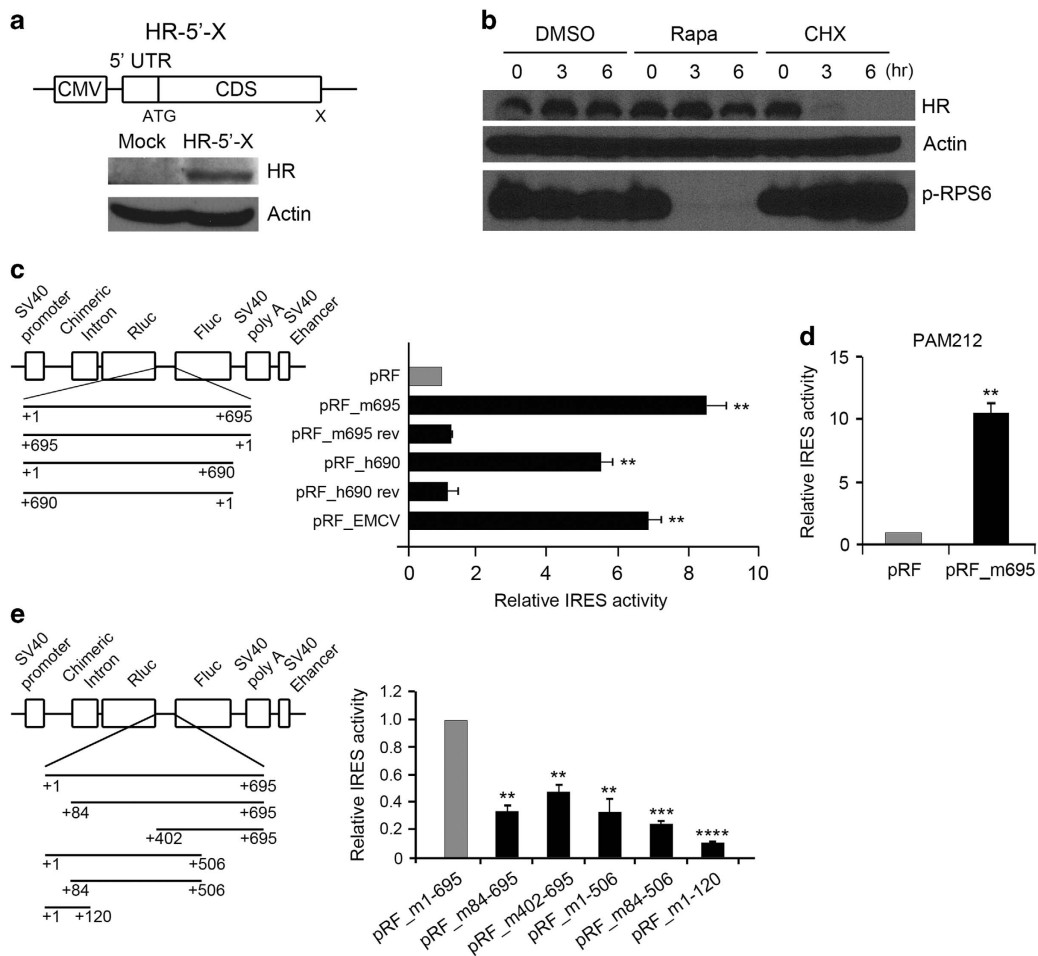 a
HR-5'-X
5' UTR
CMV
CDS
ATG
X
Mock HR-5'-X
HR
Actin
b
DMSO Rapa CHX
0 3 6 0 3 6 0 3 6 (hr)
HR
Actin
p-RPS6
c
SV40 promoter
Chimeric Intron
Rluc
Fluc
SV40 poly A
SV40 Ehancer
+1 +695
+695 +1
+1 +690
+690 +1
pRF
pRF_m695
**
pRF_m695 rev
pRF_h690
**
pRF_h690 rev
pRF_EMCV
**
0 2 4 6 8 10
Relative IRES activity
d
PAM212
Relative IRES activity
15
10
5
0
**
pRF pRF_m695
e
SV40 promoter
Chimeric Intron
Rluc
Fluc
SV40 poly A
SV40 Ehancer
+1 +695
+84 +695
+402 +695
+1 +506
+84 +506
+1 +120
Relative IRES activity
1.2
1.0
0.8
0.6
0.4
0.2
0
** ** ** *** ****
pRF_m1-695
pRF_m84-695
pRF_m402-695
pRF_m1-506
pRF_m84-506
pRF_m1-120